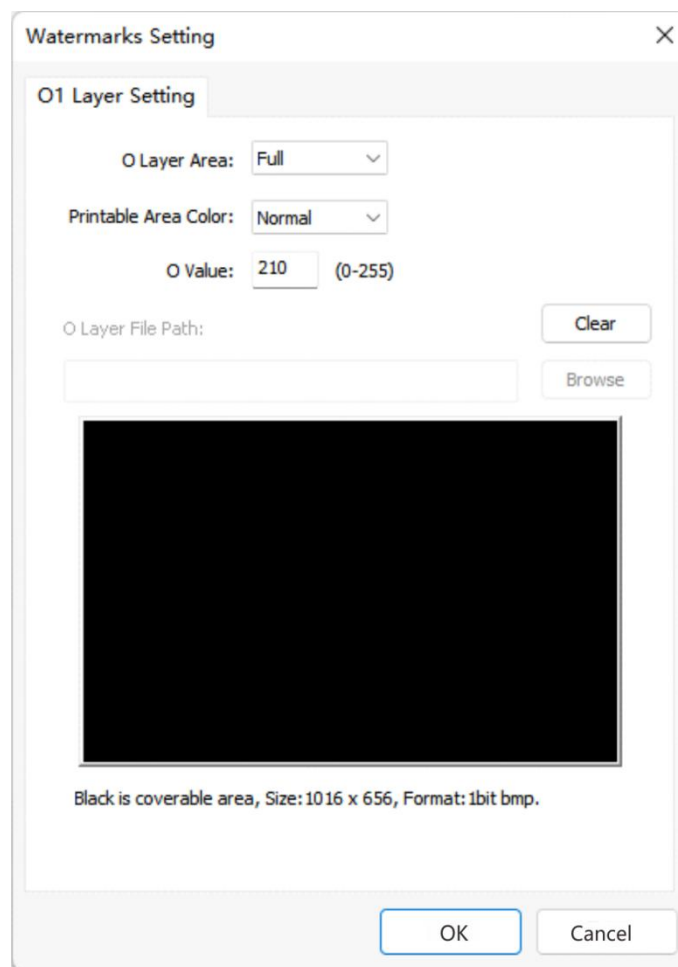 Watermarks Setting
O1 Layer Setting
O Layer Area: Full
Printable Area Color: Normal
O Value: 210 (0-255)
O Layer File Path:
Clear
Browse
Black is coverable area, Size:1016 x 656, Format:1bit bmp.
OK Cancel